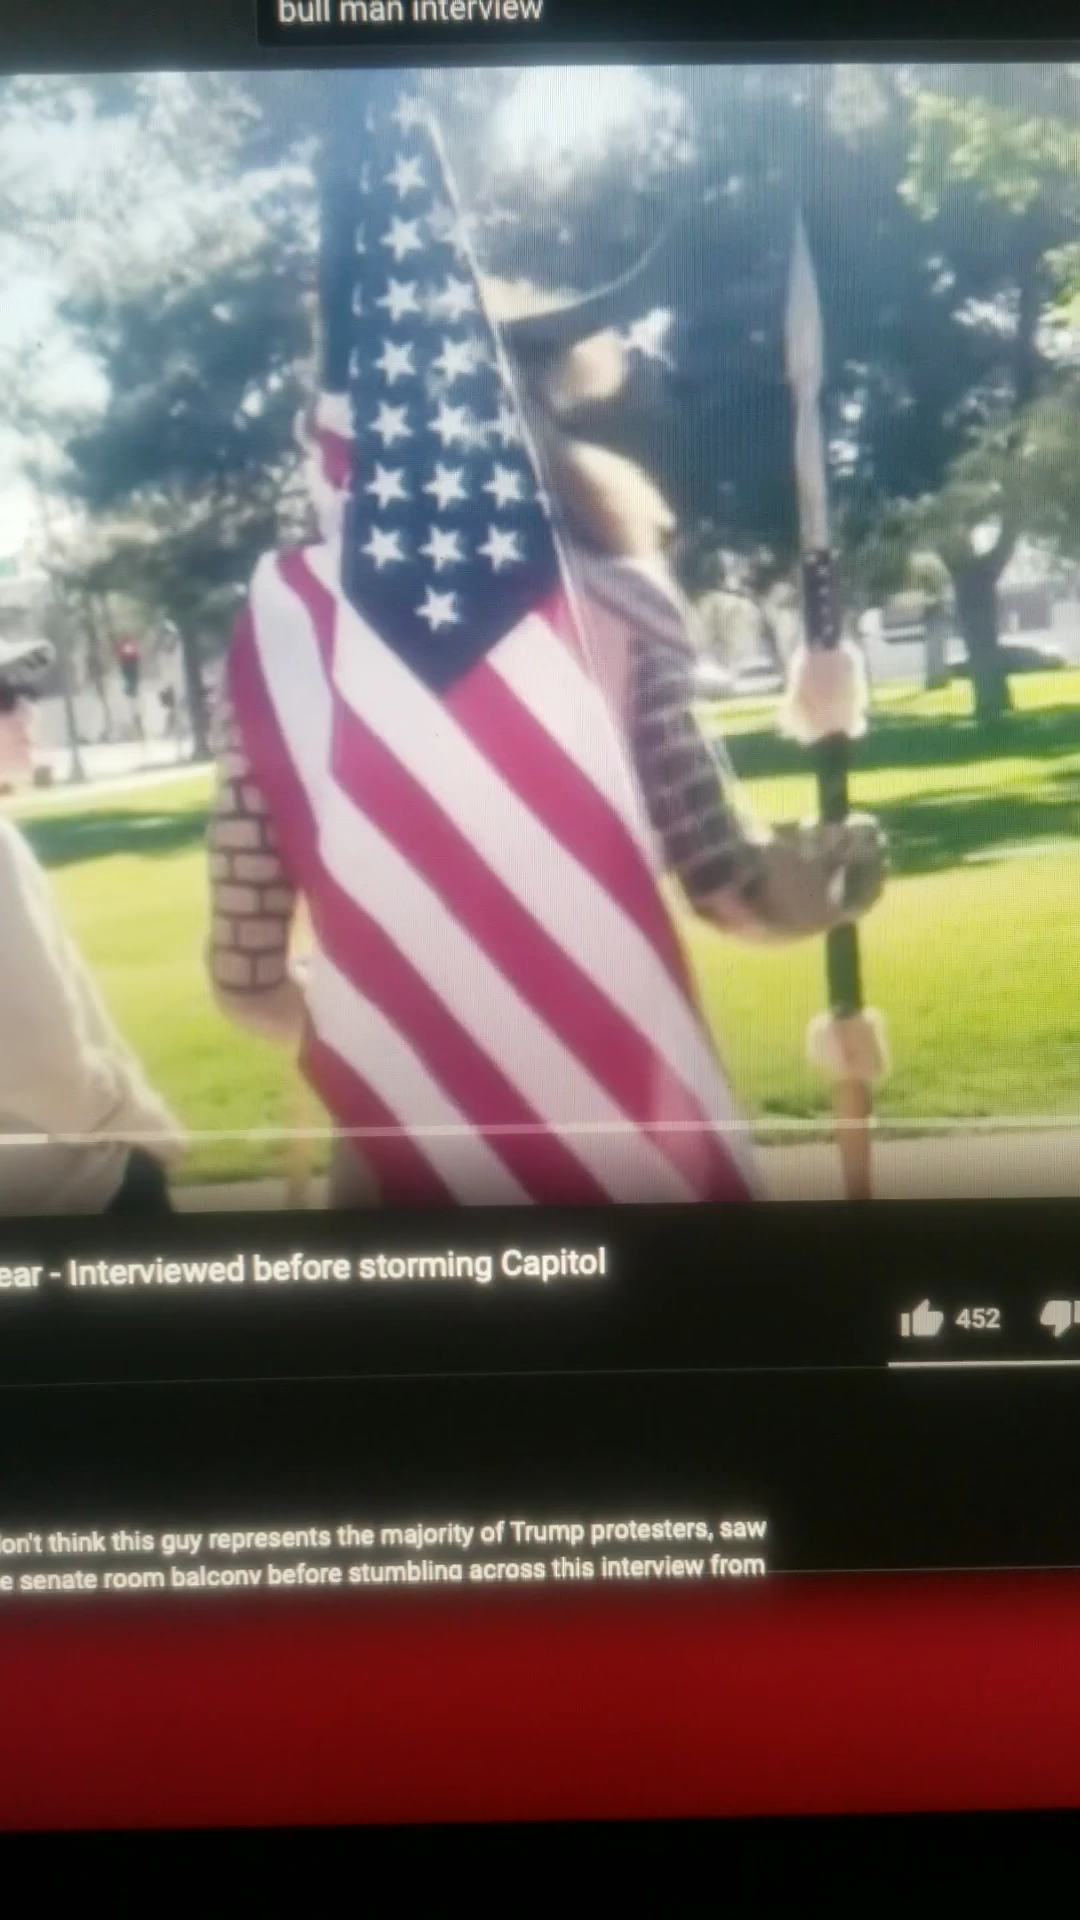 bull man interview
ear - Interviewed before storming Capitol
452
on't think this guy represents the majority of Trump protesters, saw
e senate room balcony before stumbling across this interview from